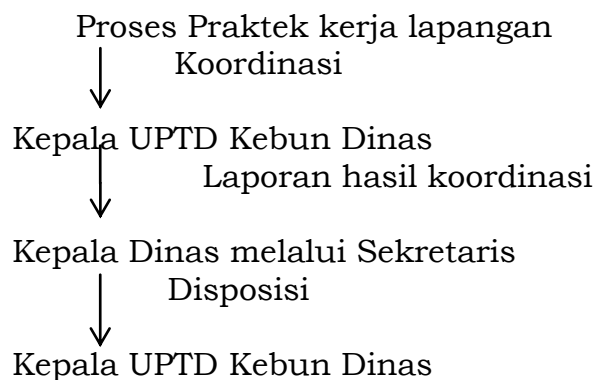 Proses Praktek kerja lapangan
Koordinasi
Kepala UPTD Kebun Dinas
Laporan hasil koordinasi
Kepala Dinas melalui Sekretaris
Disposisi
Kepala UPTD Kebun Dinas